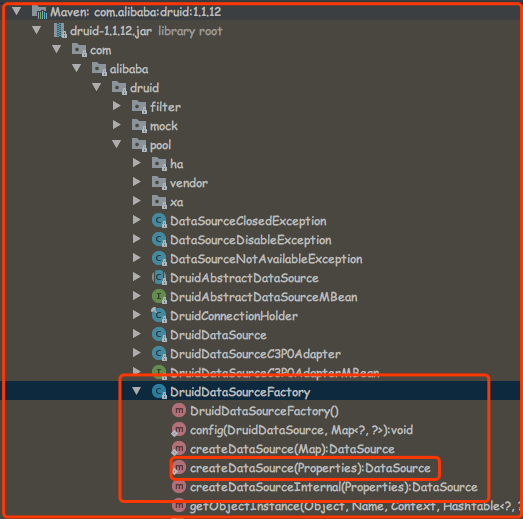 Maven: com.alibaba:druid:1.1.12
druid-1.1.12.jar library root
com
alibaba
druid
filter
mock
pool
ha
vendor
xa
DataSourceClosedException
DataSourceDisableException
DataSourceNotAvailableException
DruidAbstractDataSource
DruidAbstractDataSourceMBean
DruidConnectionHolder
DruidDataSource
DruidDataSourceC3P0Adapter
DruidDataSourceC3P0AdapterMBean
DruidDataSourceFactory
DruidDataSourceFactory()
config(DruidDataSource, Map<?, ?>):void
createDataSource(Map):DataSource
createDataSource(Properties):DataSource
createDataSourceInternal(Properties):DataSource
getObjectInstance(Object, Name, Context, Hashtable<?, ?